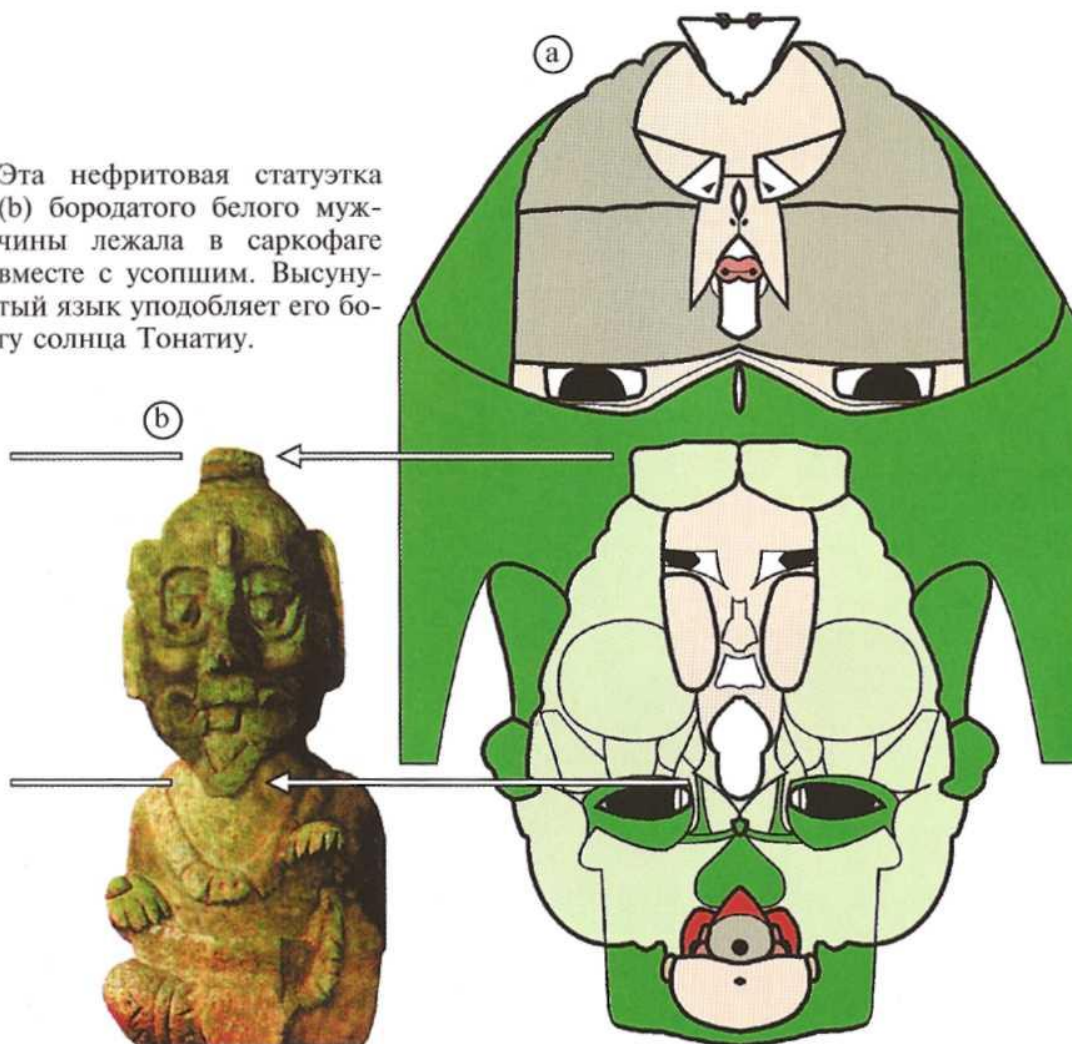 ⓐ
Эта нефритовая статуэтка
(b) бородатого белого муж-
чины лежала в саркофаге
вместе с усопшим. Высуну-
тый язык уподобляет его бо-
гу солнца Тонатиу.
ⓑ